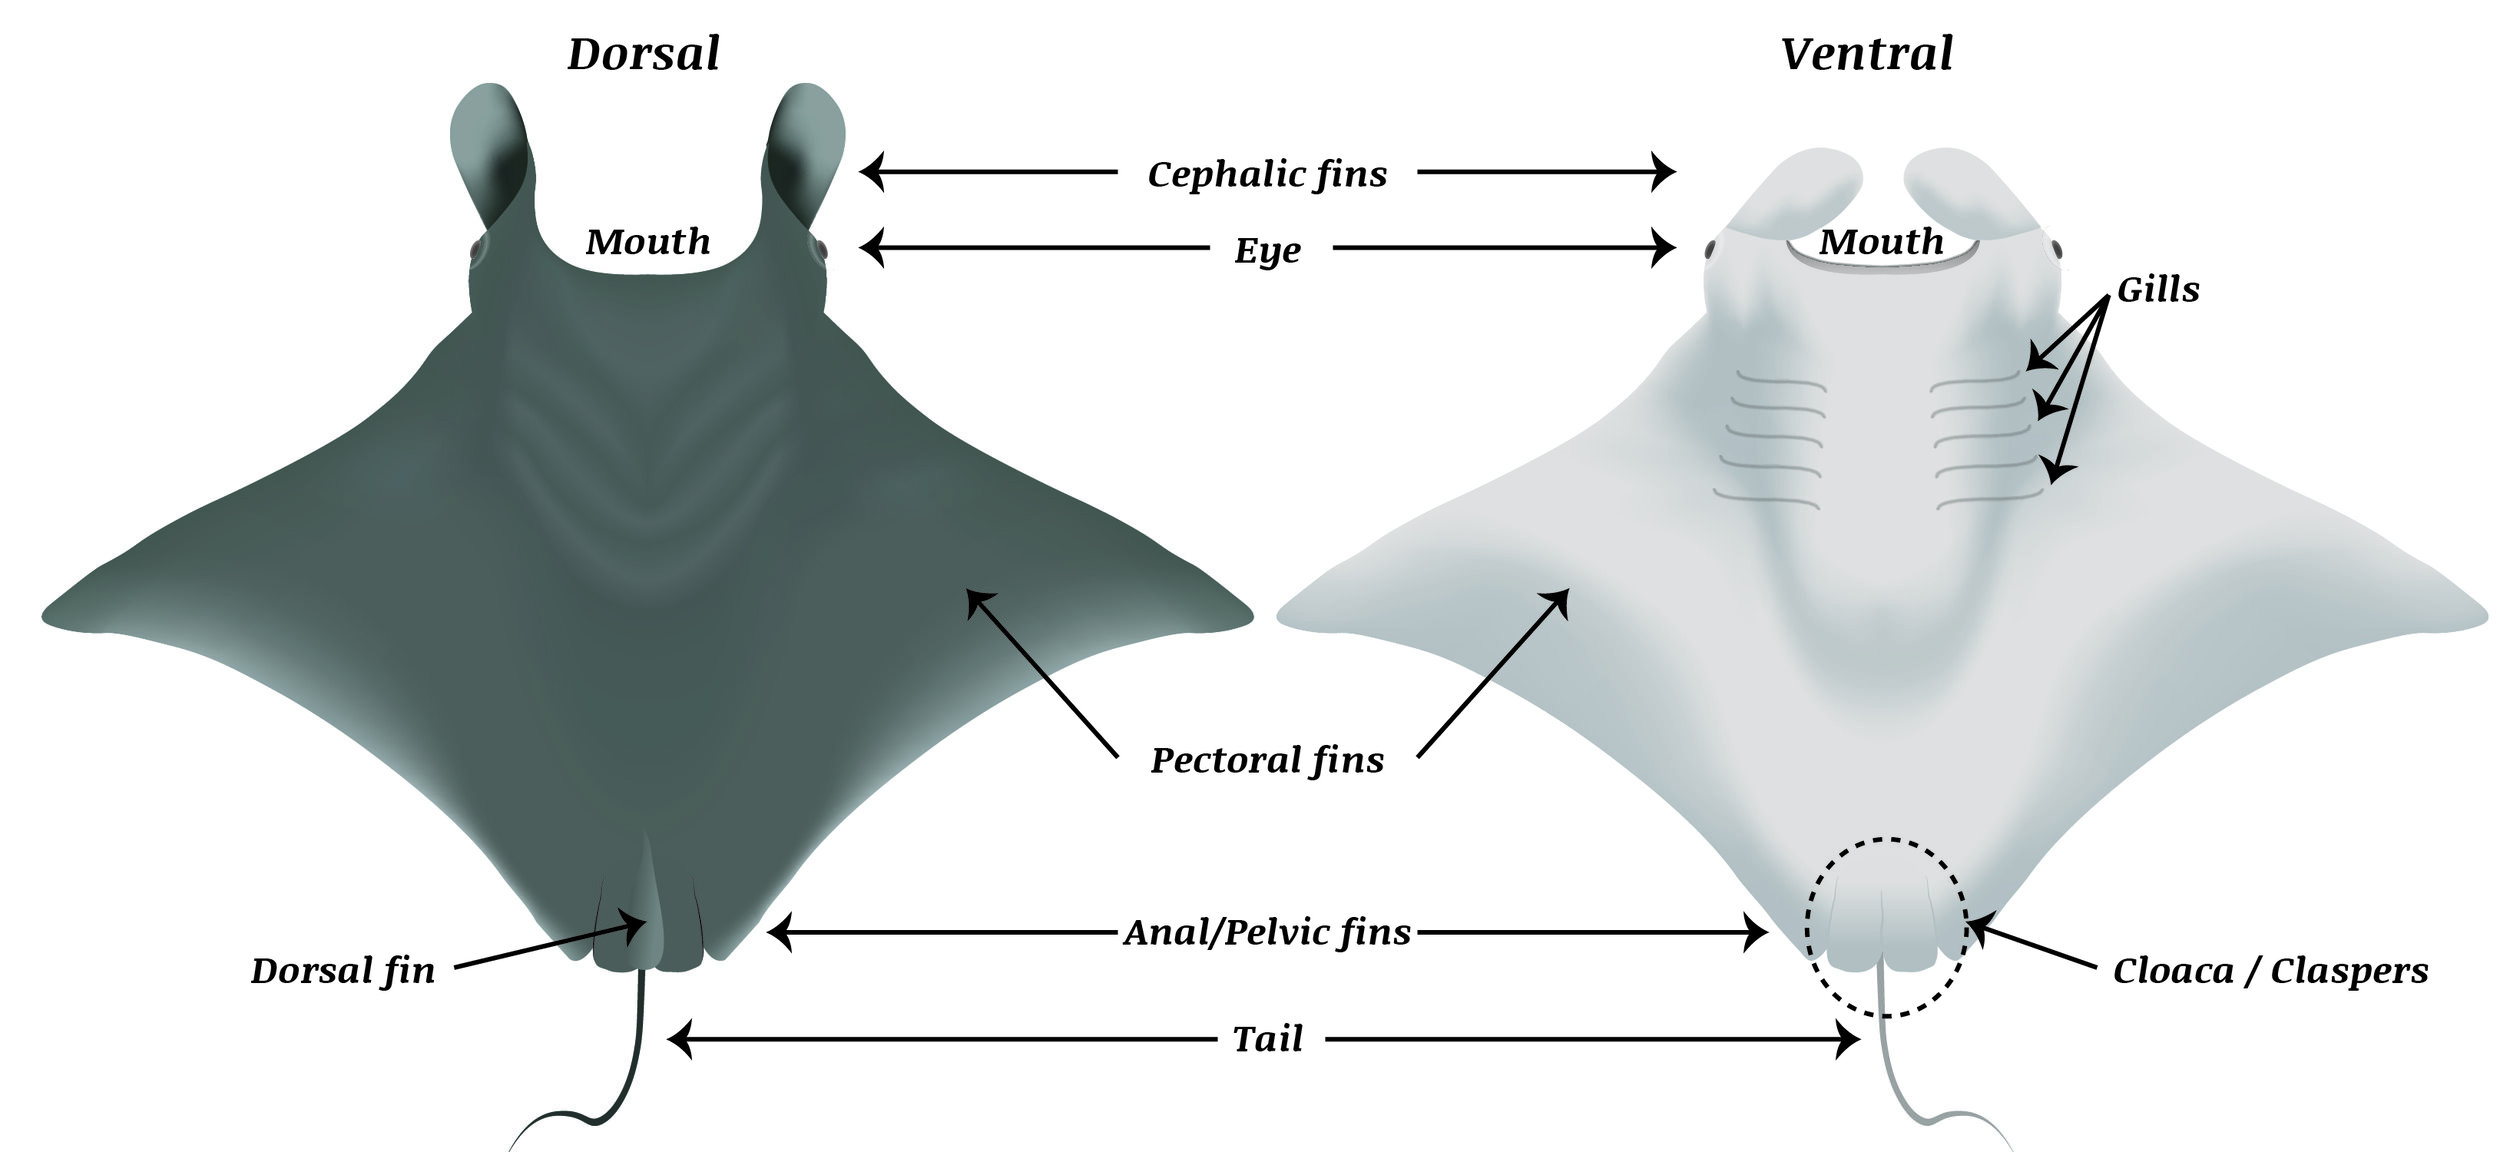 Dorsal
Ventral
Cephalic fins
Mouth
Eye
Mouth
Gills
Pectoral fins
Anal/Pelvic fins
Dorsal fin
Cloaca / Claspers
Tail